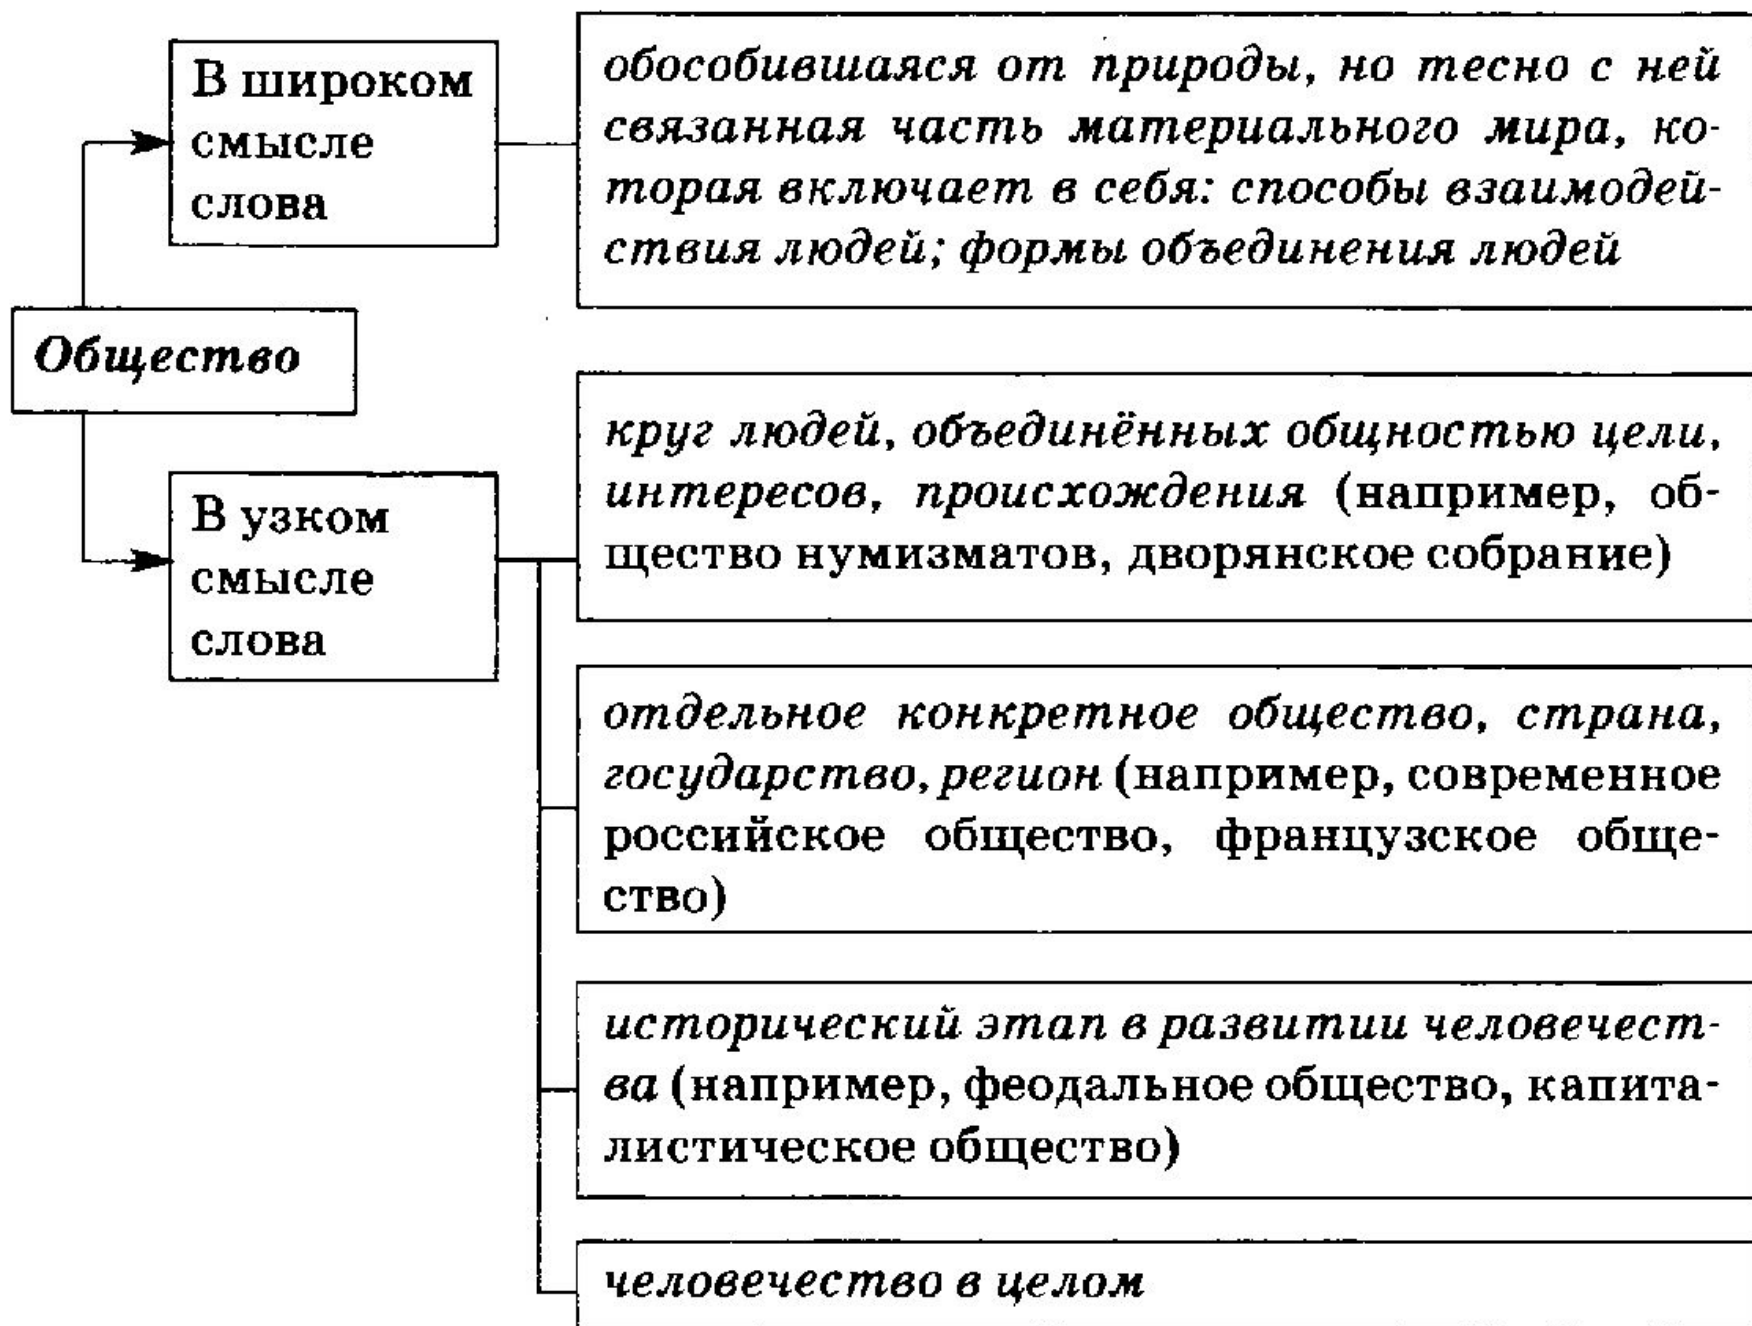 В широком
смысле
слова
обособившаяся от природы, но тесно с ней
связанная часть материального мира, ко-
торая включает в себя: способы взаимодей-
ствия людей; формы объединения людей
Общество
В узком
смысле
слова
круг людей, объединённых общностью цели,
интересов, происхождения (например, об-
щество нумизматов, дворянское собрание)
отдельное конкретное общество, страна,
государство, регион (например, современное
российское общество, французское обще-
ство)
исторический этап в развитии человечест-
ва (например, феодальное общество, капита-
листическое общество)
человечество в целом